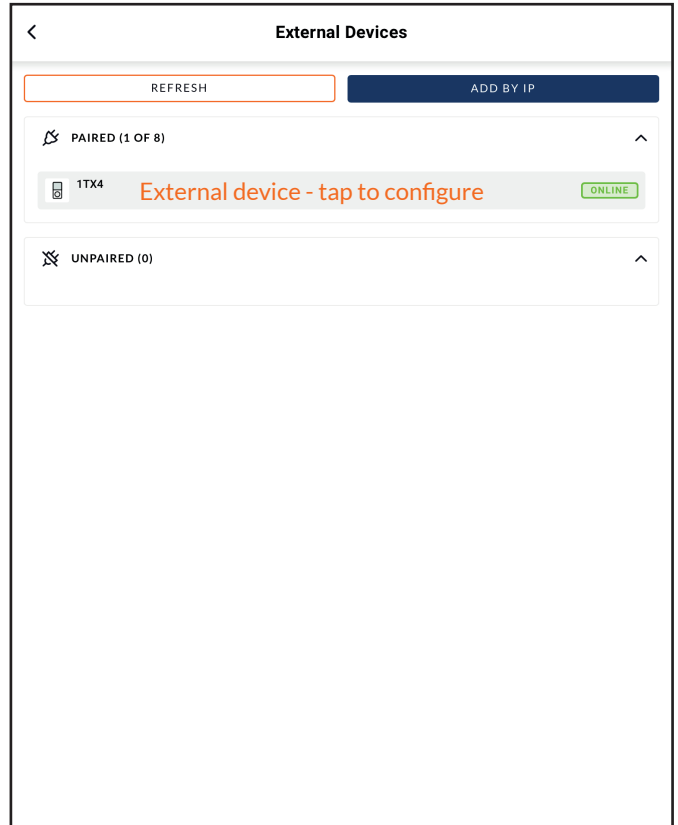 External Devices
REFRESH
ADD BY IP
PAIRED (1 OF 8)
1TX4 External device - tap to configure ONLINE
UNPAIRED (0)